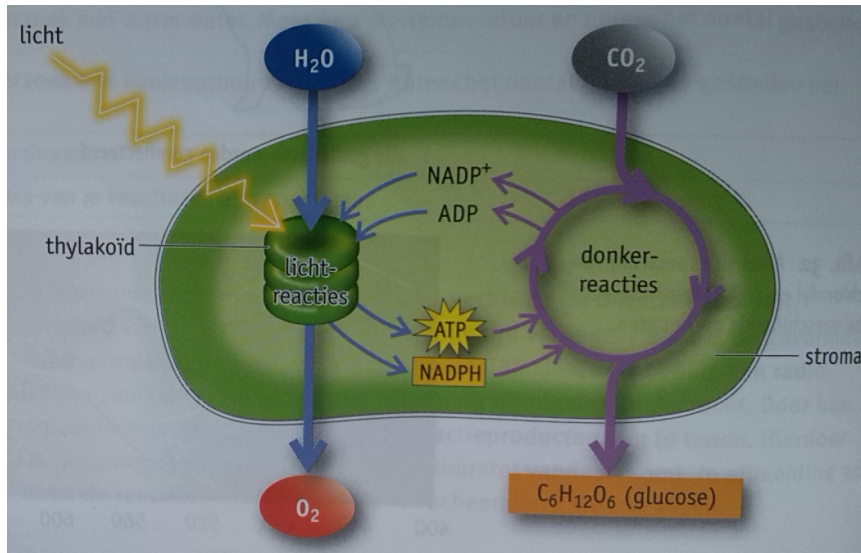 licht
H₂O
CO₂
NADP⁺
ADP
thylakoïd
licht-
reacties
donker-
reacties
ATP
NADPH
stroma
O₂
C₆H₁₂O₆ (glucose)